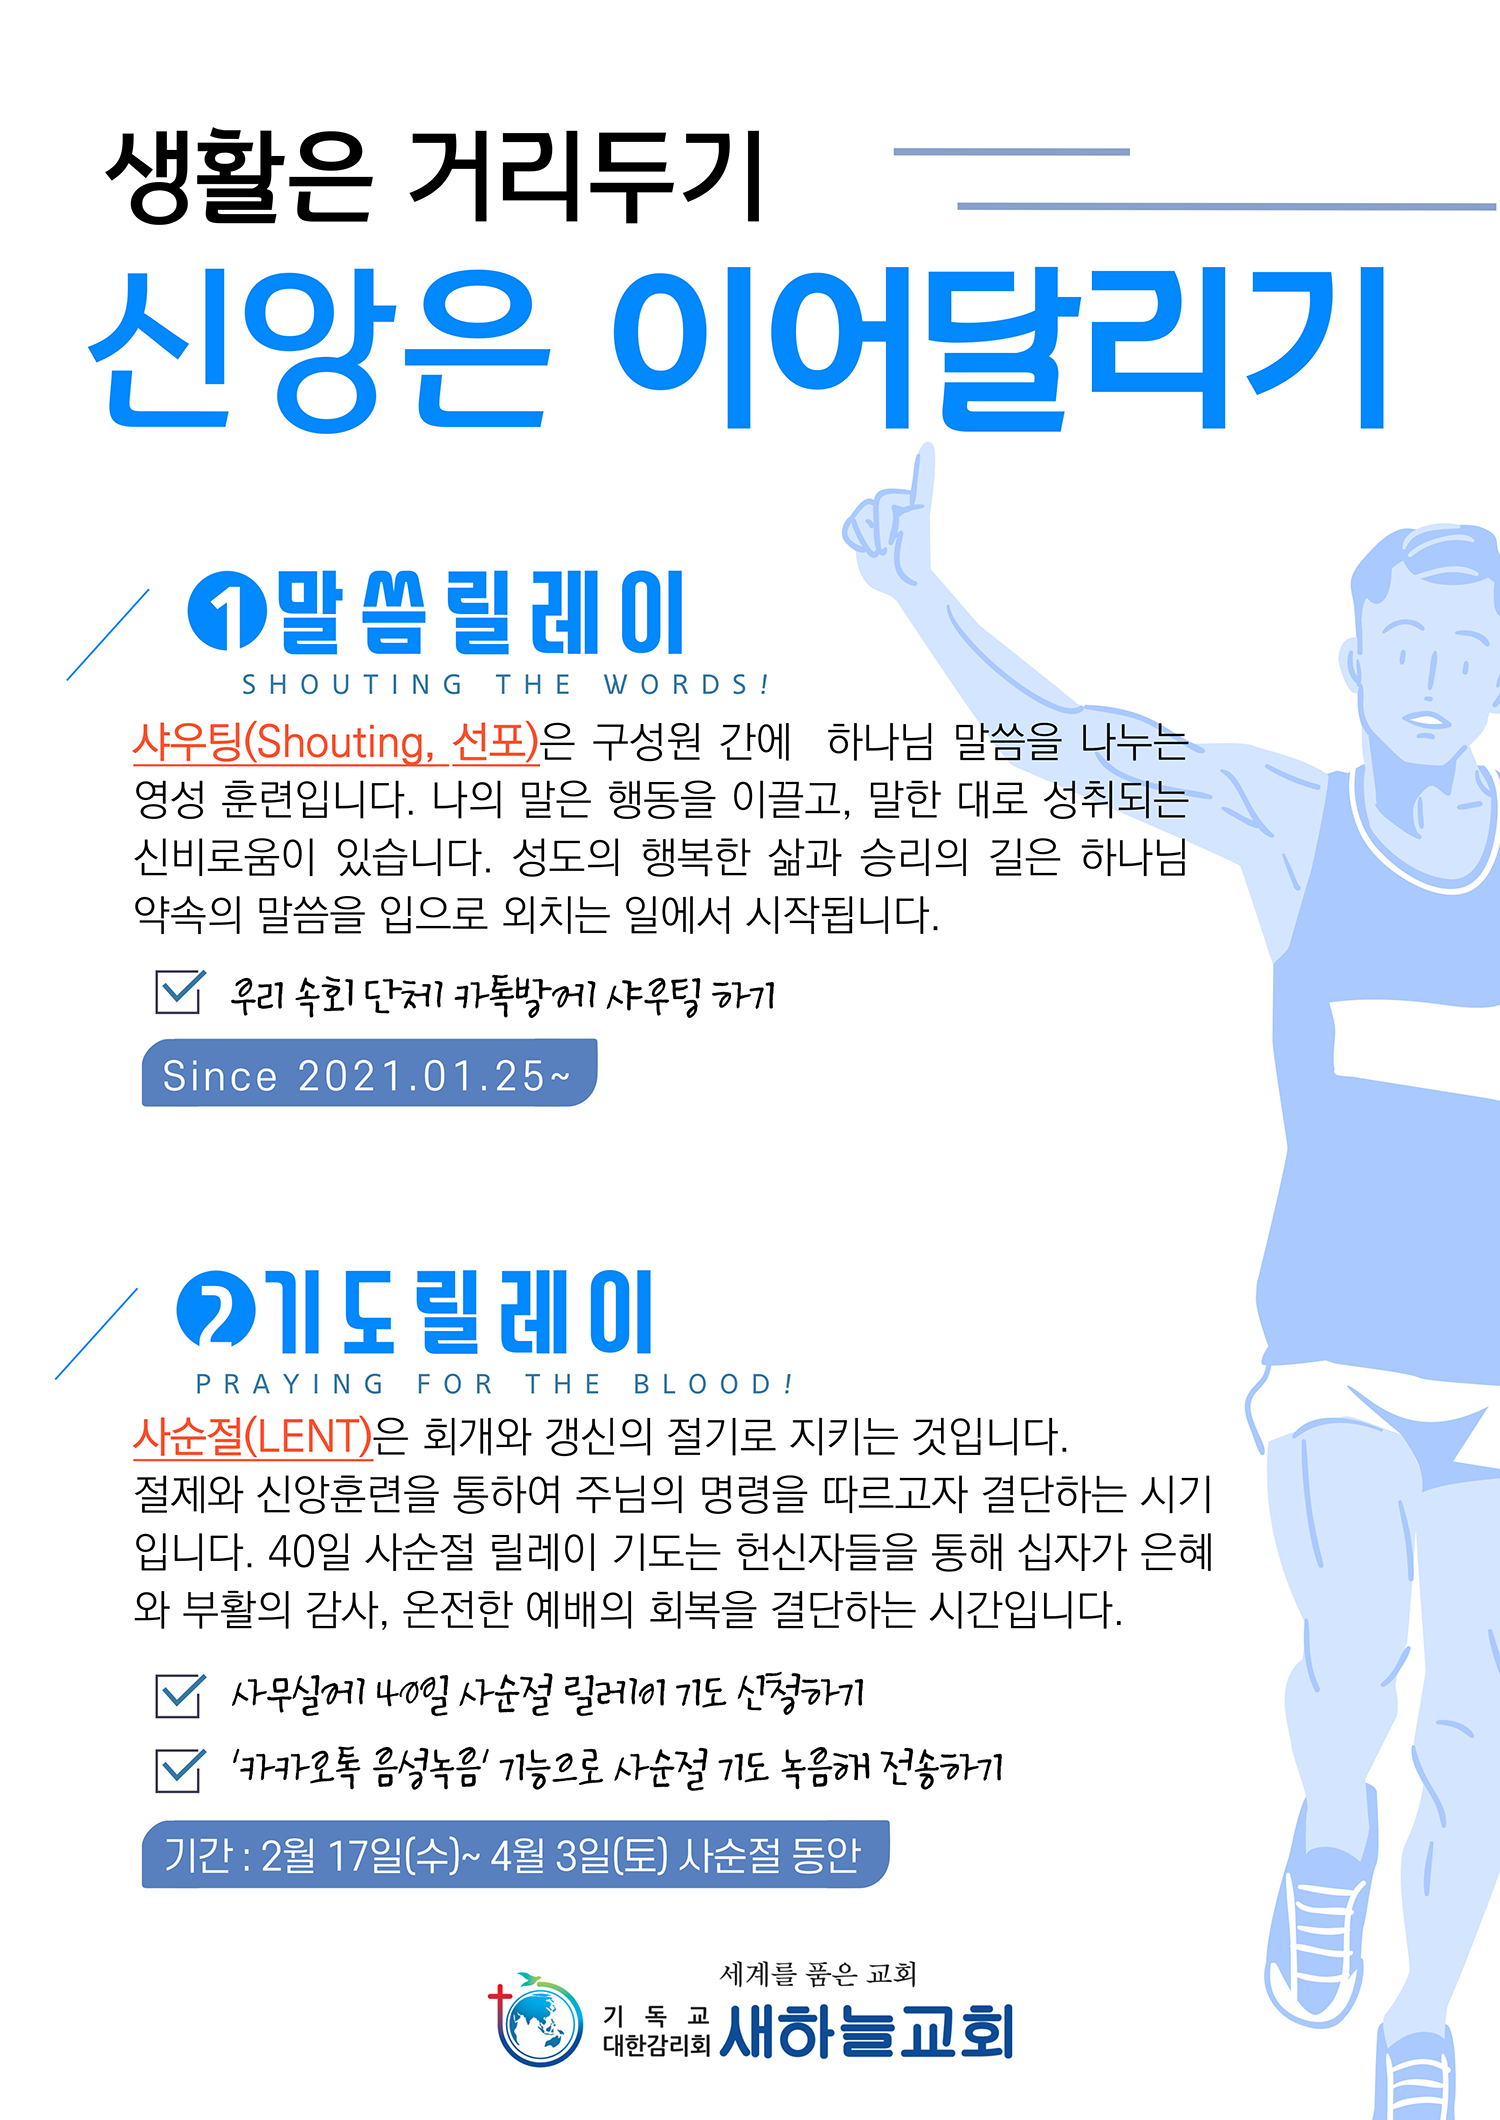 생활은 거리두기
신앙은 이어달리기
1 말씀릴레이
SHOUTING THE WORDS!
샤우팅(Shouting, 선포)은 구성원 간에 하나님 말씀을 나누는
영성 훈련입니다. 나의 말은 행동을 이끌고, 말한 대로 성취되는
신비로움이 있습니다. 성도의 행복한 삶과 승리의 길은 하나님
약속의 말씀을 입으로 외치는 일에서 시작됩니다.
우리 속회 단체 카톡방에 샤우팅 하기
Since 2021.01.25~
2 기도릴레이
PRAYING FOR THE BLOOD!
사순절(LENT)은 회개와 갱신의 절기로 지키는 것입니다.
절제와 신앙훈련을 통하여 주님의 명령을 따르고자 결단하는 시기
입니다. 40일 사순절 릴레이 기도는 헌신자들을 통해 십자가 은혜
와 부활의 감사, 온전한 예배의 회복을 결단하는 시간입니다.
사무실에 40일 사순절 릴레이 기도 신청하기
'카카오톡 음성녹음' 기능으로 사순절 기도 녹음해 전송하기
기간 : 2월 17일(수)~ 4월 3일(토) 사순절 동안
세계를 품은 교회
기독교
대한감리회 새하늘교회